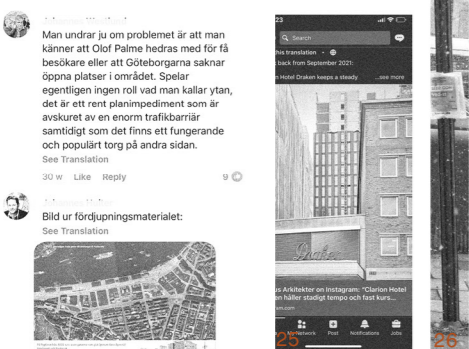 Man undrar ju om problemet är att man
känner att Olof Palme hedras med för få
besökare eller att Göteborgarna saknar
öppna platser i området. Spelar
egentligen ingen roll vad man kallar ytan,
det är ett rent planimpediment som är
avskuret av en enorm trafikbarriär
samtidigt som det finns ett fungerande
och populärt torg på andra sidan.
See Translation
30 w Like Reply 9
Bild ur fördjupningsmaterialet:
See Translation
23
Search
this translation
back from September 2021:
n Hotel Draken keeps a steady ...see more
us Arkitekter on Instagram: "Clarion Hotel
en håller stadigt tempo och fast kurs...
My Network Post Notifications Jobs
25
26